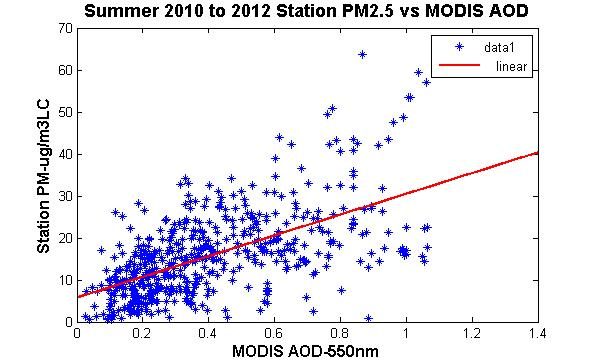 Summer 2010 to 2012 Station PM2.5 vs MODIS AOD
data1
linear
Station PM-ug/m3LC
70
60
50
40
30
20
10
0
0 0.2 0.4 0.6 0.8 1 1.2 1.4
MODIS AOD-550nm